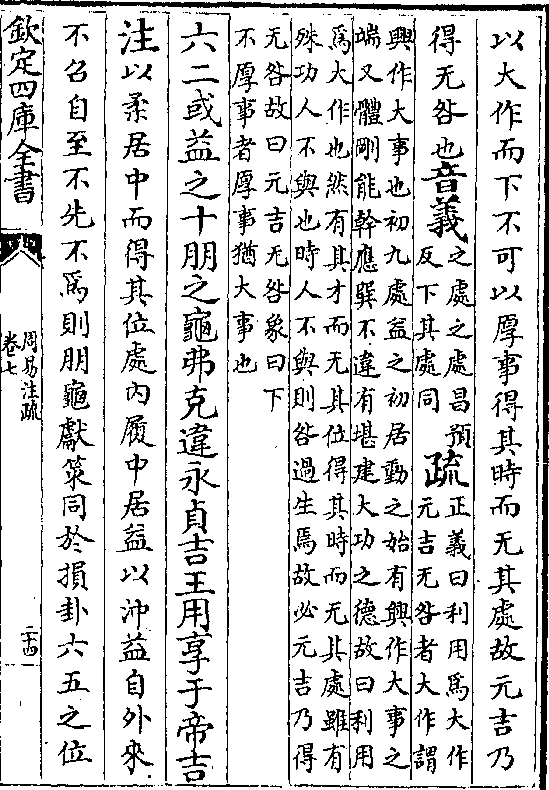 以大作而下不可以厚事得其時而无其處故元吉乃
得无咎也音義之處之處昌預
反下其處同疏正義曰利用為大作
元吉无咎者大作謂
興作大事也初九處益之初居動之始有興作大事之
端又體剛能幹應巽不違有堪建大功之德故曰利用
為大作也然有其才而无其位得其時而无其處雖有
殊功人不與也時人不與則咎過生焉故必元吉乃得
无咎故曰元吉无咎象曰下
不厚事者厚事猶大事也
六二或益之十朋之龜弗克違永貞吉王用享于帝吉
注以柔居中而得其位處內履中居益以沖益自外來
不召自至不先不為則朋龜獻策同於損卦六五之位
欽定四庫全書
周易注疏
卷七
二十四